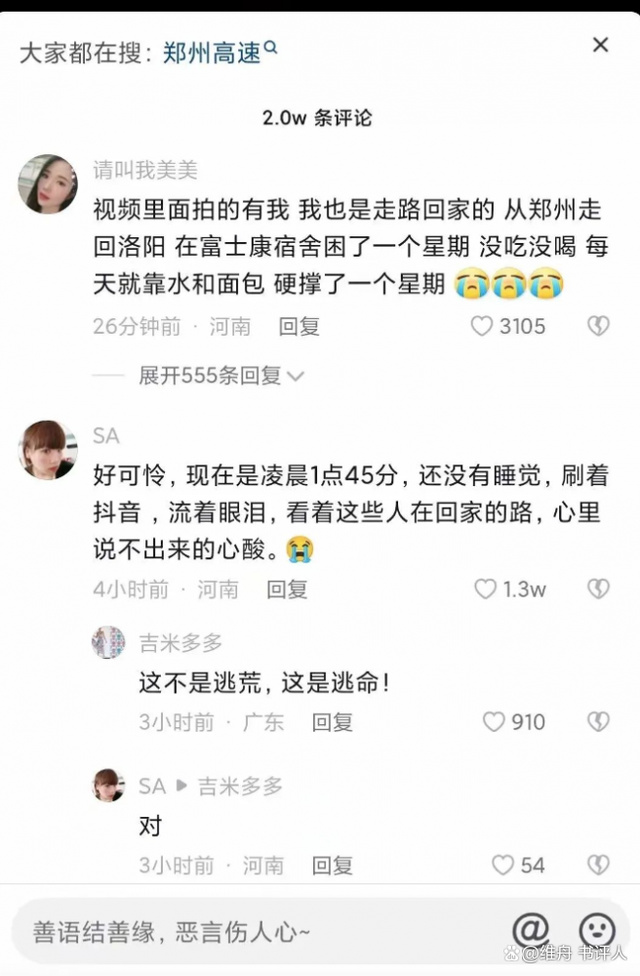 大家都在搜：郑州高速
2.0w 条评论
请叫我美美
视频里面拍的有我 我也是走路回家的 从郑州走
回洛阳 在富士康宿舍困了一个星期 没吃没喝 每
天就靠水和面包 硬撑了一个星期 😭😭😭
26分钟前 · 河南 回复 3105
展开555条回复
SA
好可怜，现在是凌晨1点45分，还没有睡觉，刷着
抖音，流着眼泪，看着这些人在回家的路，心里
说不出来的心酸。😭
4小时前 · 河南 回复 1.3w
吉米多多
这不是逃荒，这是逃命！
3小时前 · 广东 回复 910
SA ▶ 吉米多多
对
3小时前 · 河南 回复 54
善语结善缘，恶言伤人心~
@维舟 书评人